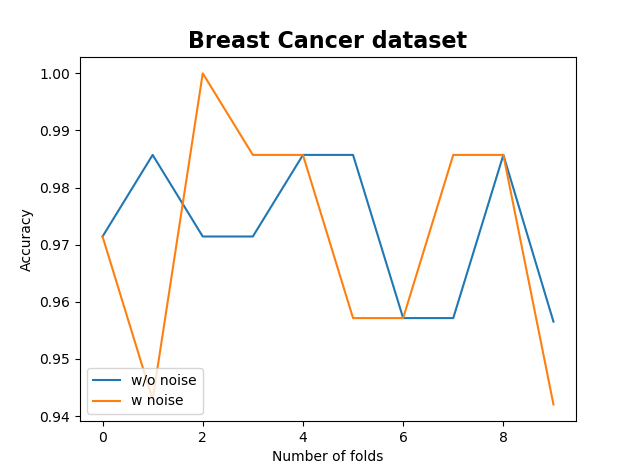 Breast Cancer dataset
Accuracy
1.00
0.99
0.98
0.97
0.96
0.95
0.94
w/o noise
w noise
0 2 4 6 8
Number of folds